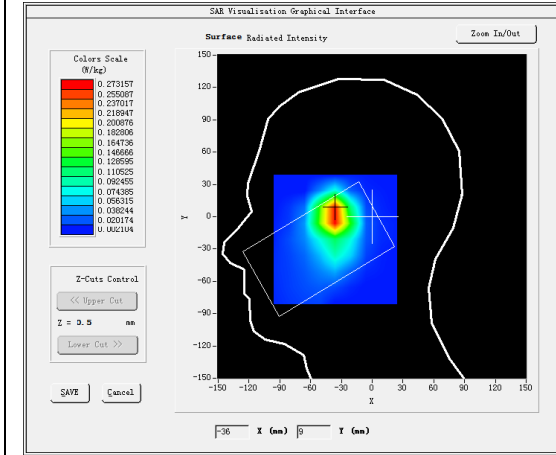 SAR Visualisation Graphical Interface
Surface Radiated Intensity
Zoom In/Out
Colors Scale
(W/kg)
0.273157
0.255087
0.237017
0.218947
0.200876
0.182806
0.164736
0.146666
0.128595
0.110525
0.092455
0.074385
0.056315
0.038244
0.020174
0.002104
Z-Cuts Control
<< Upper Cut
Z = 0.5 mm
Lower Cut >>
SAVE Cancel
150
120
90
60
30
0
-30
-60
-90
-120
-150
Y
-150 -120 -90 -60 -30 0 30 60 90 120 150
X
-36 X (mm) 9 Y (mm)